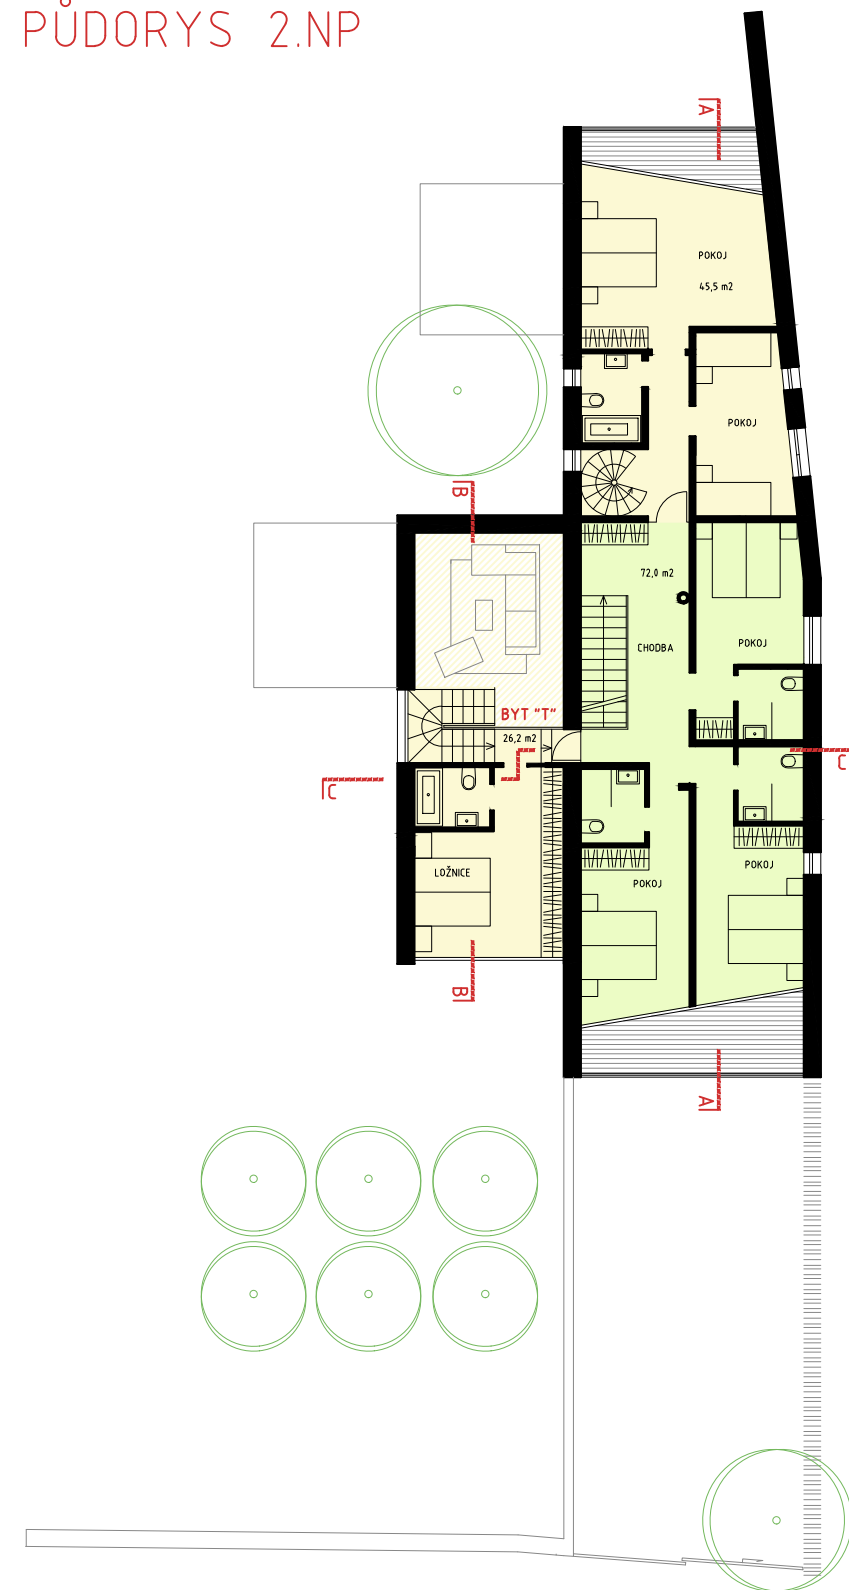 PŮDORYS 2.NP
A
POKOJ
45,5 m2
POKOJ
B
72,0 m2
CHODBA
POKOJ
BYT "T"
26,2 m2
C
C
LOŽNICE
POKOJ
POKOJ
B
A